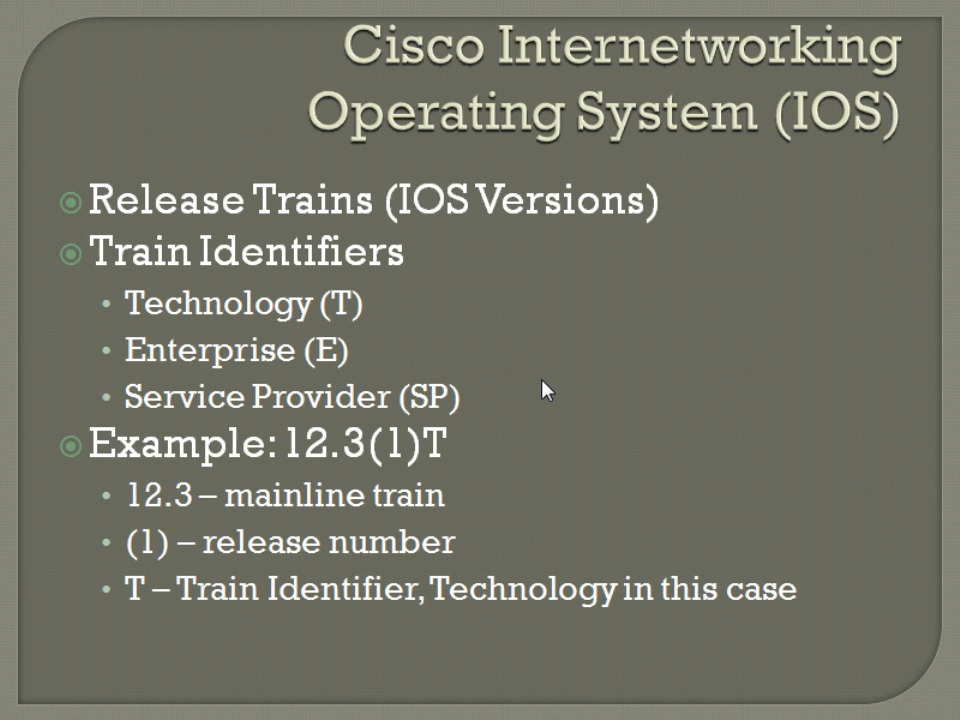 Cisco Internetworking
Operating System (IOS)
Release Trains (IOS Versions)
Train Identifiers
Technology (T)
Enterprise (E)
Service Provider (SP)
Example: 12.3(1)T
12.3 – mainline train
(1) – release number
T – Train Identifier, Technology in this case